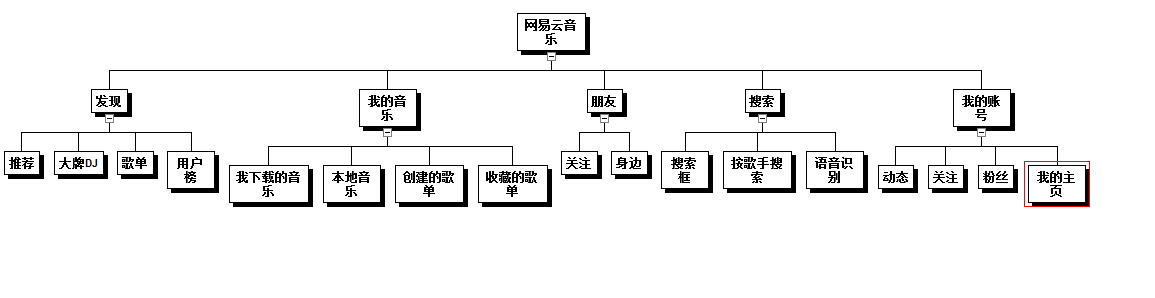 网易云音
乐
发现
我的音
乐
朋友
搜索
我的账
号
推荐
大牌DJ
歌单
用户
榜
我下载的音
乐
本地音
乐
创建的歌
单
收藏的歌
单
关注
身边
搜索
框
按歌手搜
索
语音识
别
动态
关注
粉丝
我的主
页